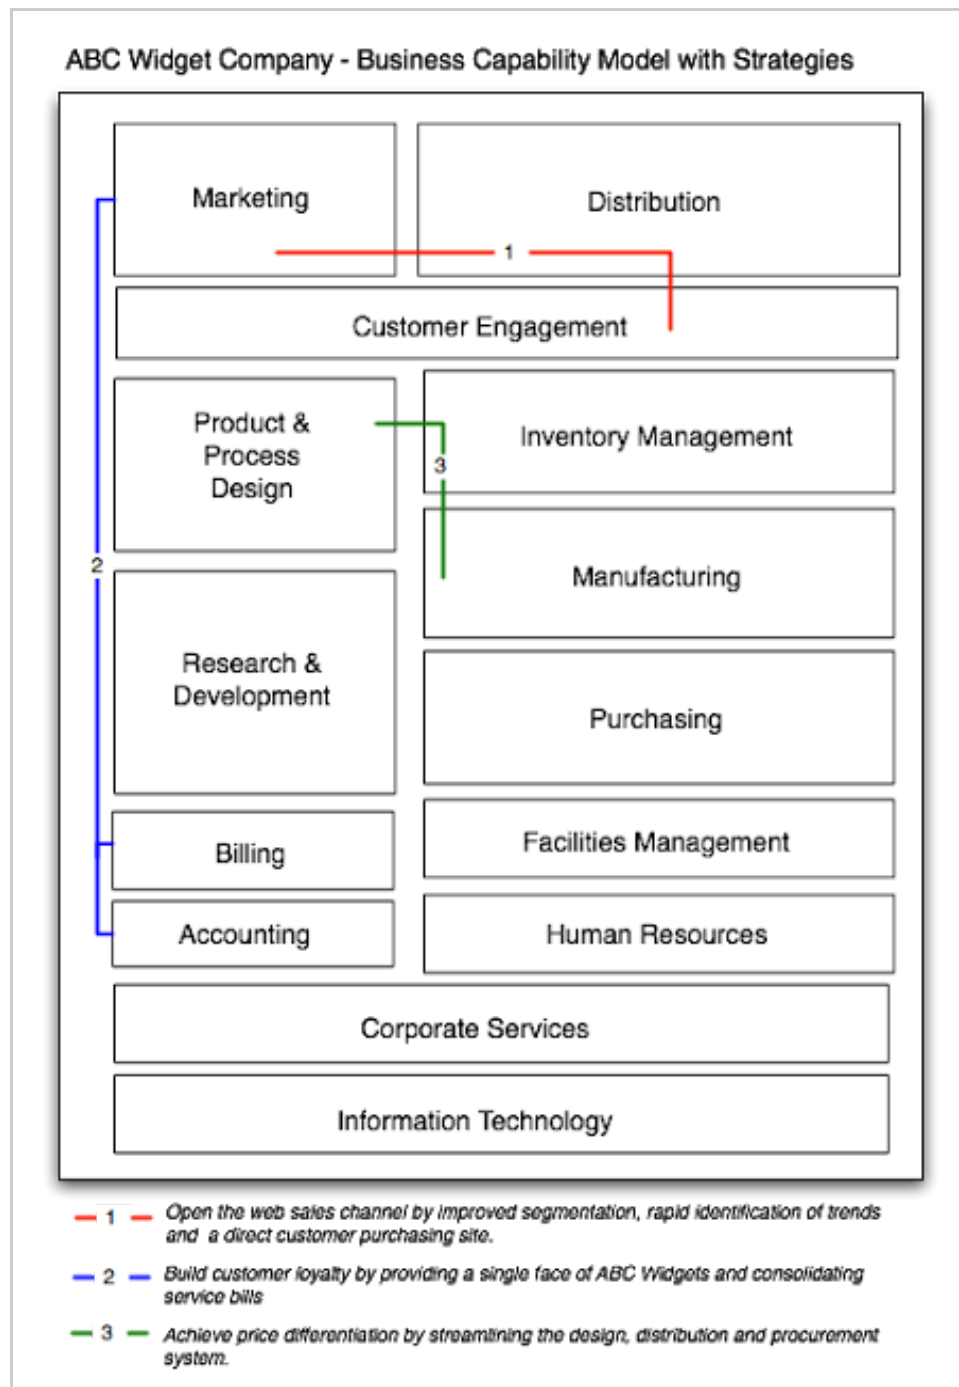 ABC Widget Company - Business Capability Model with Strategies
Marketing
Distribution
1
Customer Engagement
Product &
Process
Design
Inventory Management
3
Manufacturing
2
Research &
Development
Purchasing
Billing
Facilities Management
Accounting
Human Resources
Corporate Services
Information Technology
1 Open the web sales channel by improved segmentation, rapid identification of trends
and a direct customer purchasing site.
2 Build customer loyalty by providing a single face of ABC Widgets and consolidating
service bills
3 Achieve price differentiation by streamlining the design, distribution and procurement
system.